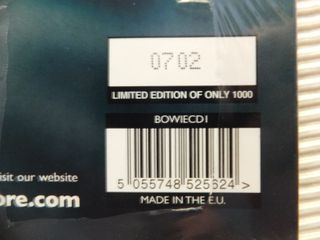 0702
LIMITED EDITION OF ONLY 1000
BOWIECD1
isit our website
ore.com
5 055748 525624 >
MADE IN THE E.U.